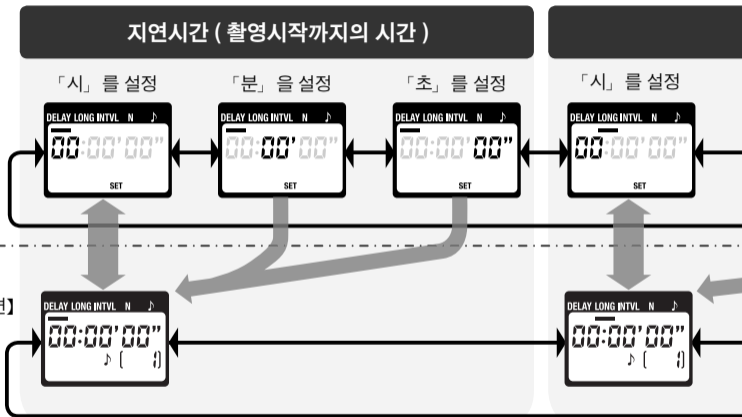 지연시간 ( 촬영시작까지의 시간 )
「시」를 설정
「분」을 설정
「초」를 설정
「시」를 설정
DELAY LONG INTVL N ♪
00:00'00"
SET
DELAY LONG INTVL N ♪
00:00'00"
SET
DELAY LONG INTVL N ♪
00:00'00"
SET
DELAY LONG INTVL N ♪
00:00'00"
SET
DELAY LONG INTVL N ♪
00:00'00"
♪ [ 1]
DELAY LONG INTVL N ♪
00:00'00"
♪ [ 1]